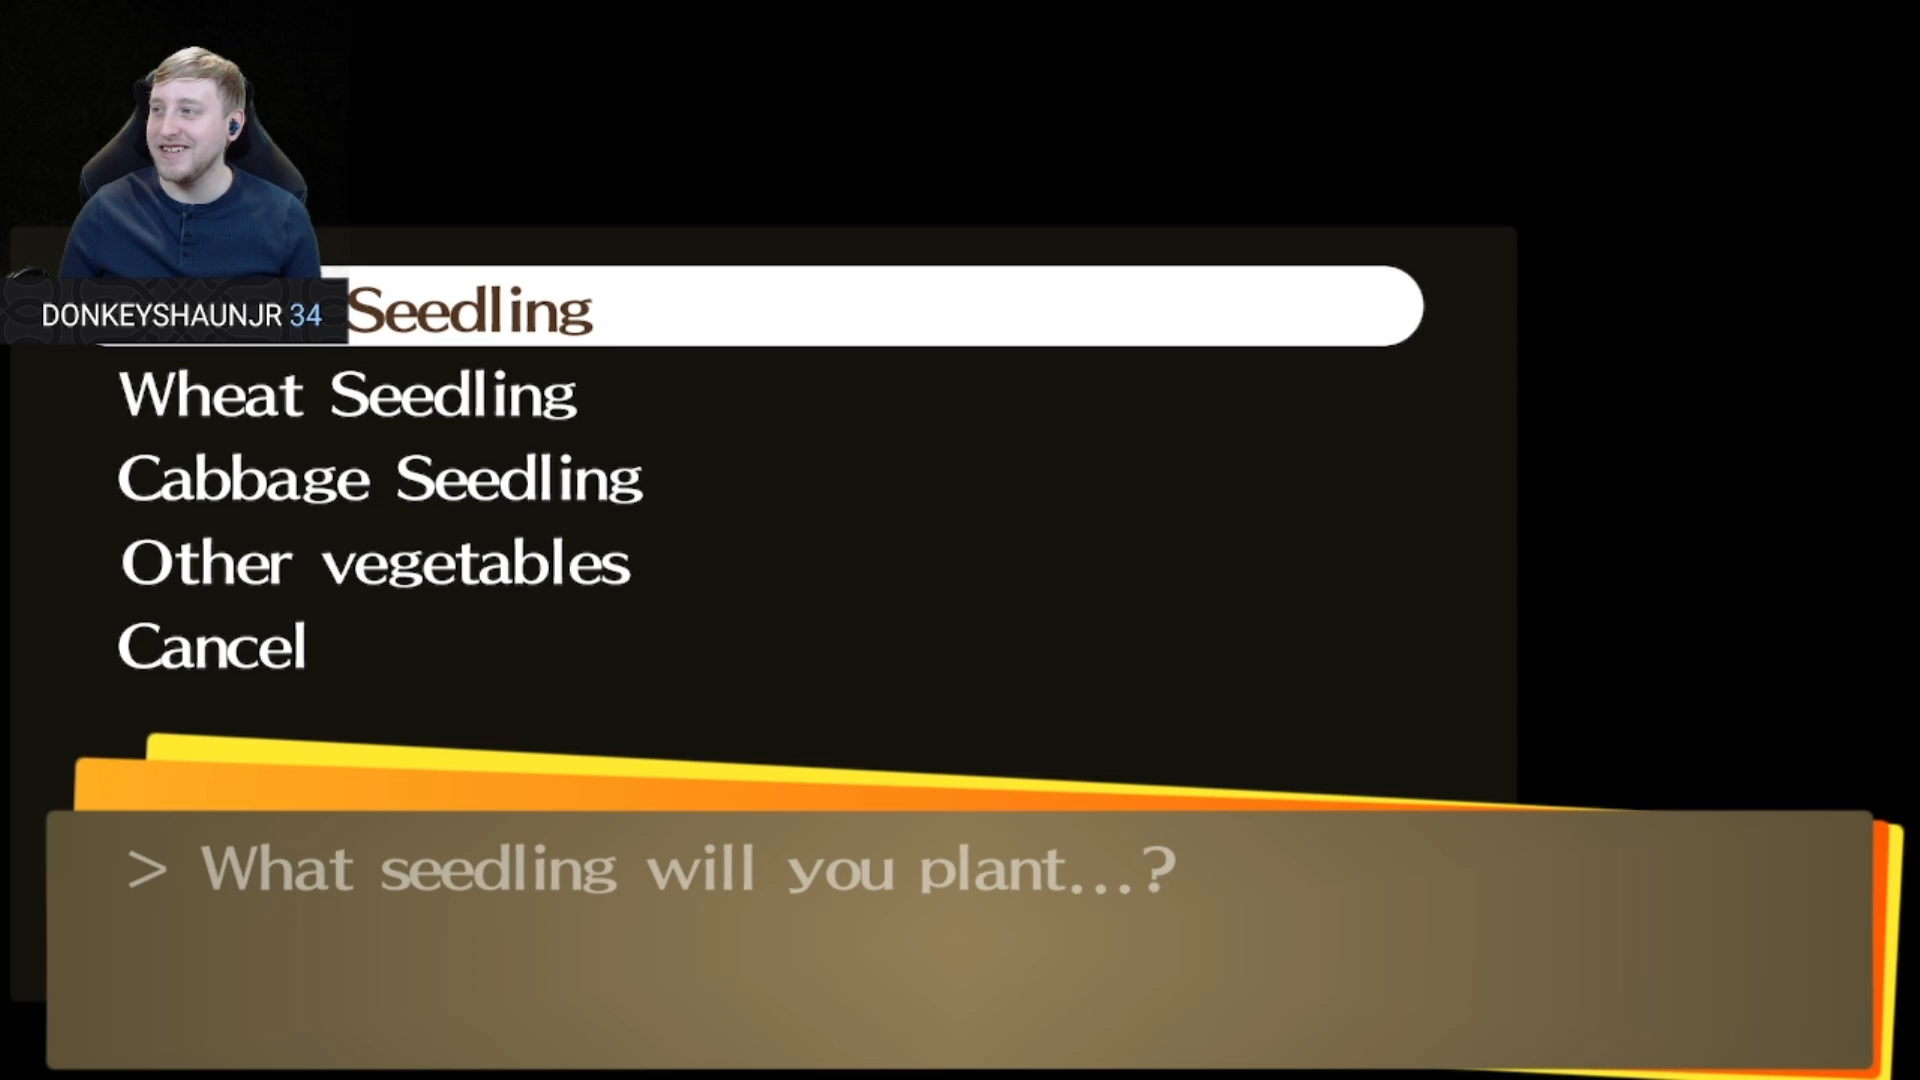 DONKEYSHAUNJR 34
Seedling
Wheat Seedling
Cabbage Seedling
Other vegetables
Cancel
> What seedling will you plant...?